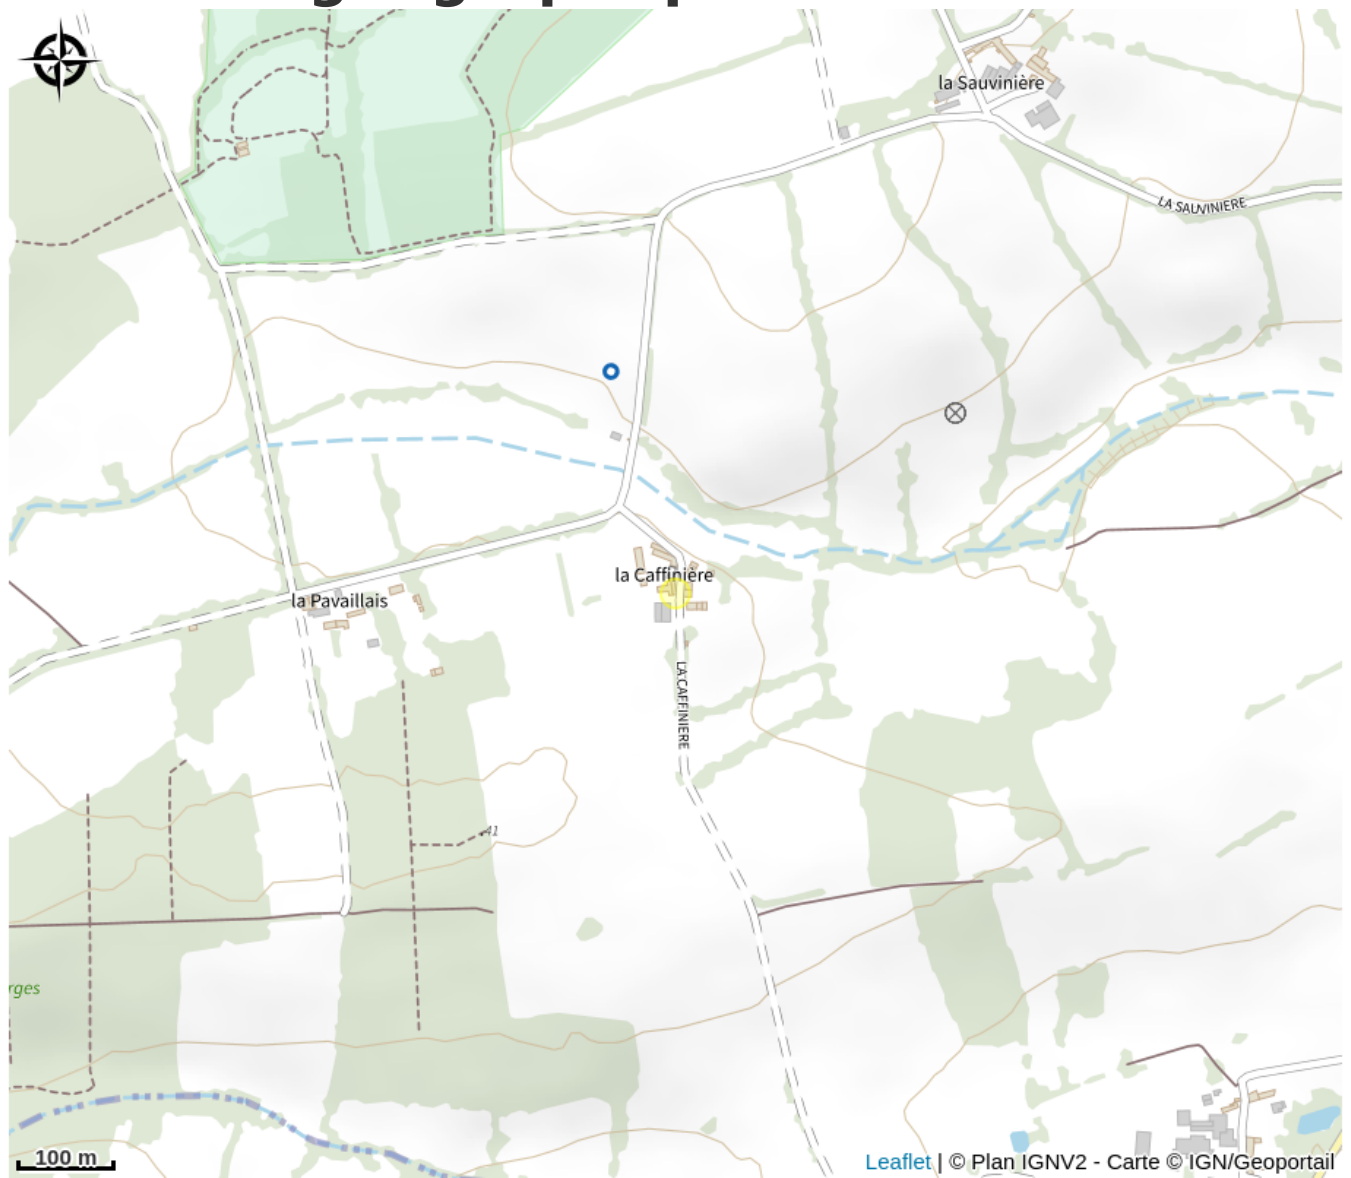 la Sauvinière
LA SAUVINIERE
la Caffinière
la Pavaillais
LA CAFFINIERE
41
rges
100 m
Leaflet | © Plan IGNV2 - Carte © IGN/Geoportail